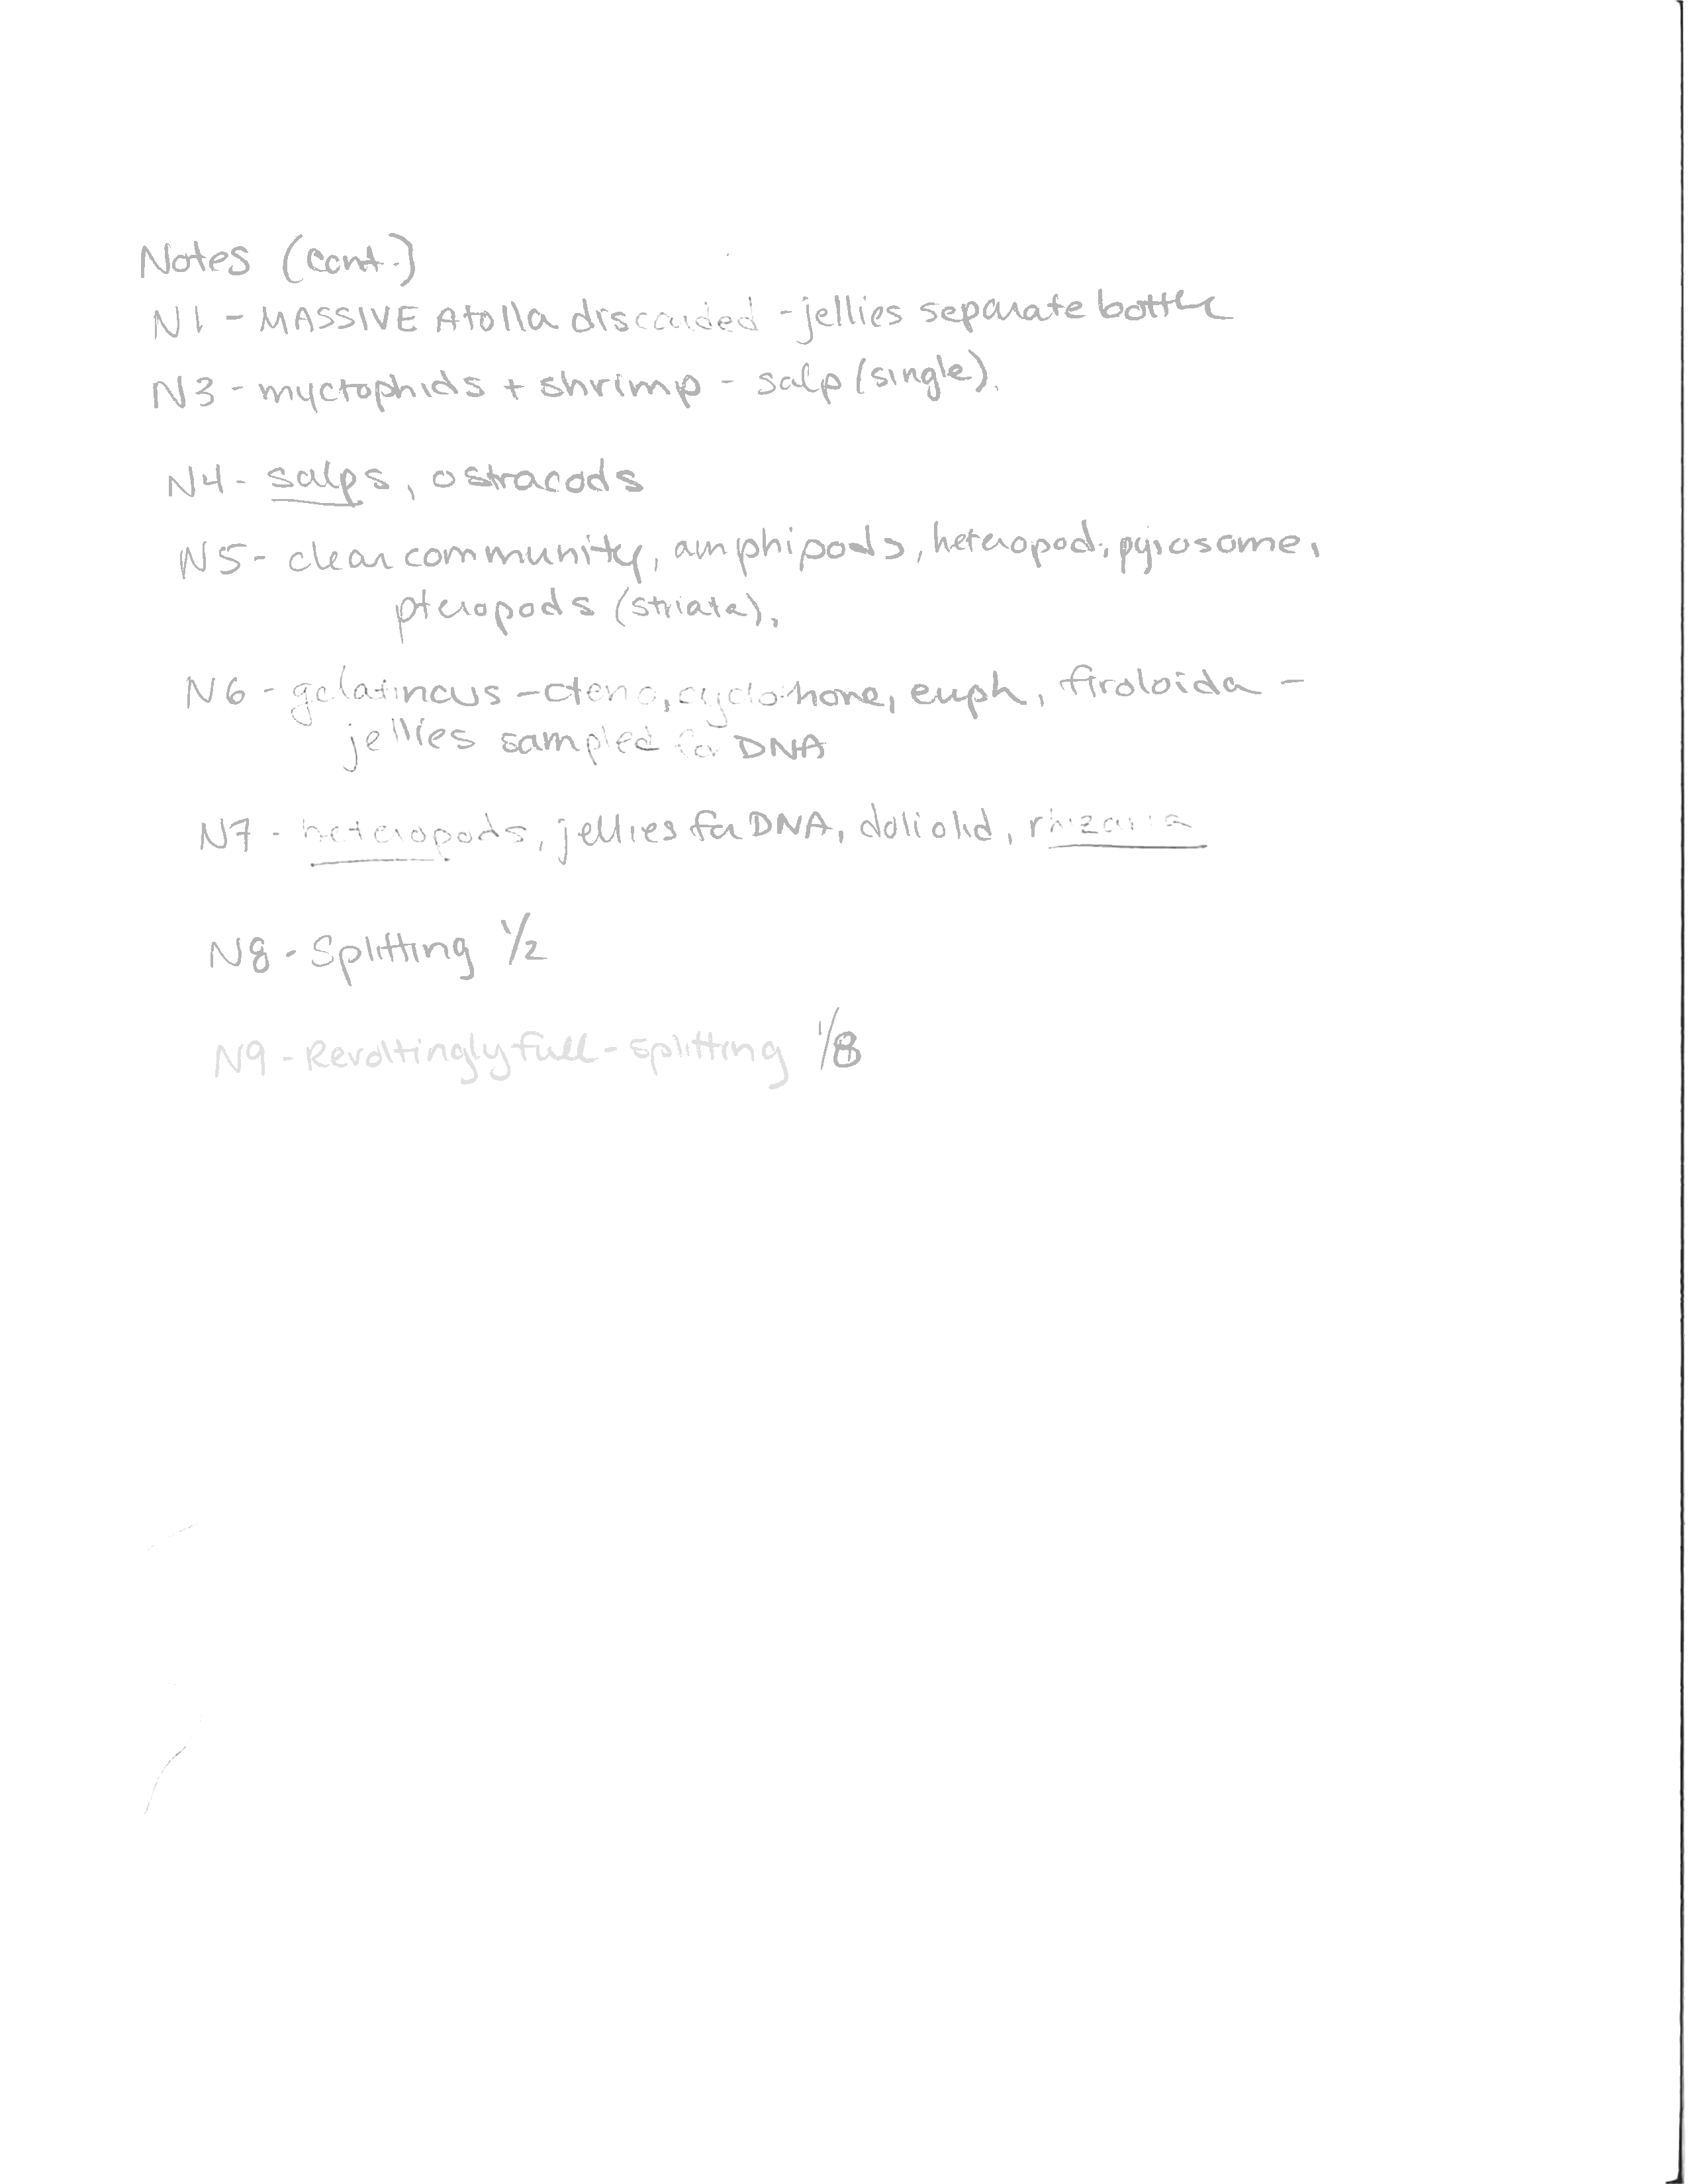 Notes (cont.)
N1 - MASSIVE Atolla discarded - jellies separate bottle
N3 - myctophids + shrimp - salp (single).
N4 - salps, ostracods
N5 - clear community, amphipods, heteropod, pyrosome,
pteropods (striata).
N6 - gelatinous - cteno, cyclothone, euph, firoloida -
jellies sampled for DNA
N7 - heteropods, jellies for DNA, doliolid, rhizaria
N8 - Splitting 1/2
N9 - Revoltingly full - splitting 1/8